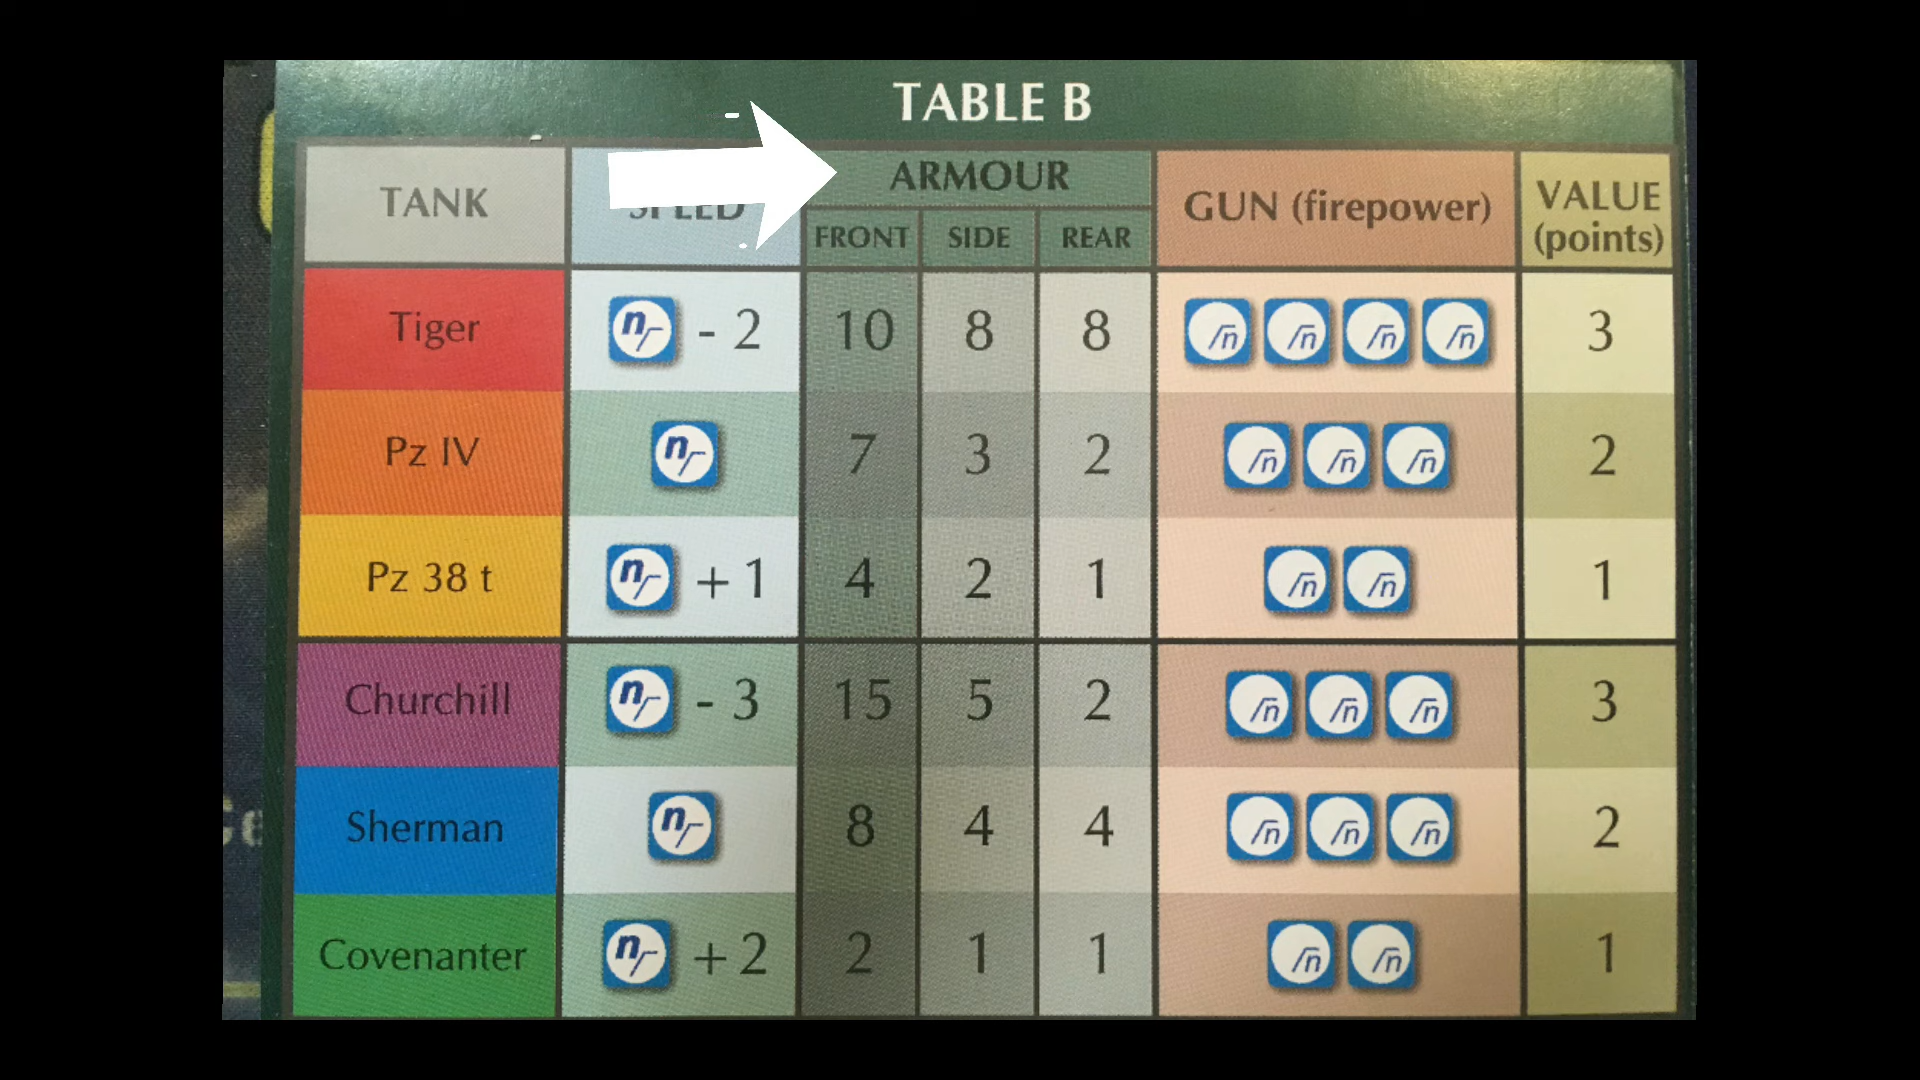 TABLE B
TANK SPEED ARMOUR GUN (firepower) VALUE (points)
FRONT SIDE REAR
Tiger n - 2 10 8 8 n n n n 3
Pz IV n 7 3 2 n n n 2
Pz 38 t n + 1 4 2 1 n n 1
Churchill n - 3 15 5 2 n n n 3
Sherman n 8 4 4 n n n 2
Covenanter n + 2 2 1 1 n n 1